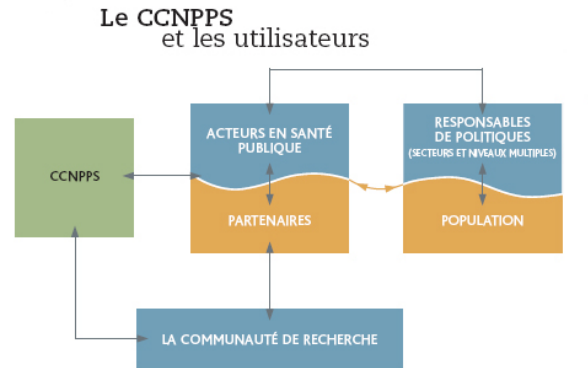 Le CCNPPS
et les utilisateurs
ACTEURS EN SANTÉ
PUBLIQUE
RESPONSABLES
DE POLITIQUES
(SECTEURS ET NIVEAUX MULTIPLES)
CCNPPS
PARTENAIRES
POPULATION
LA COMMUNAUTÉ DE RECHERCHE